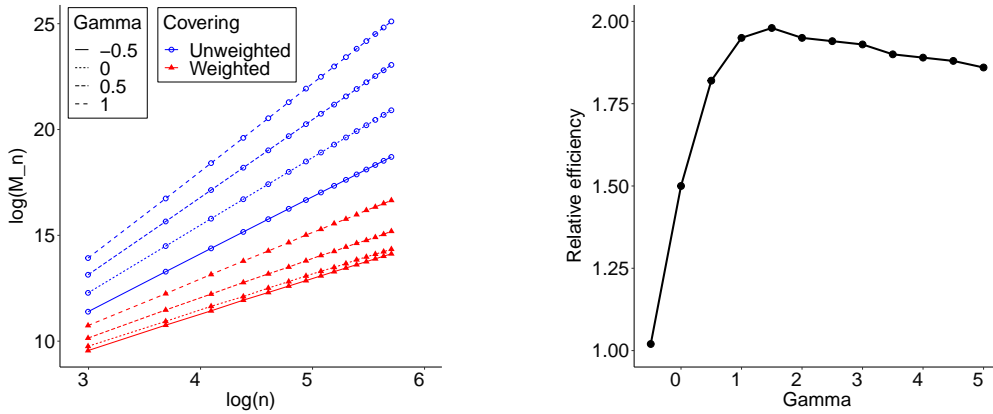 Gamma
−0.5
0
0.5
1
Covering
Unweighted
Weighted
25
20
15
10
log(M_n)
3
4
5
6
log(n)
2.00
1.75
1.50
1.25
1.00
Relative efficiency
0
1
2
3
4
5
Gamma